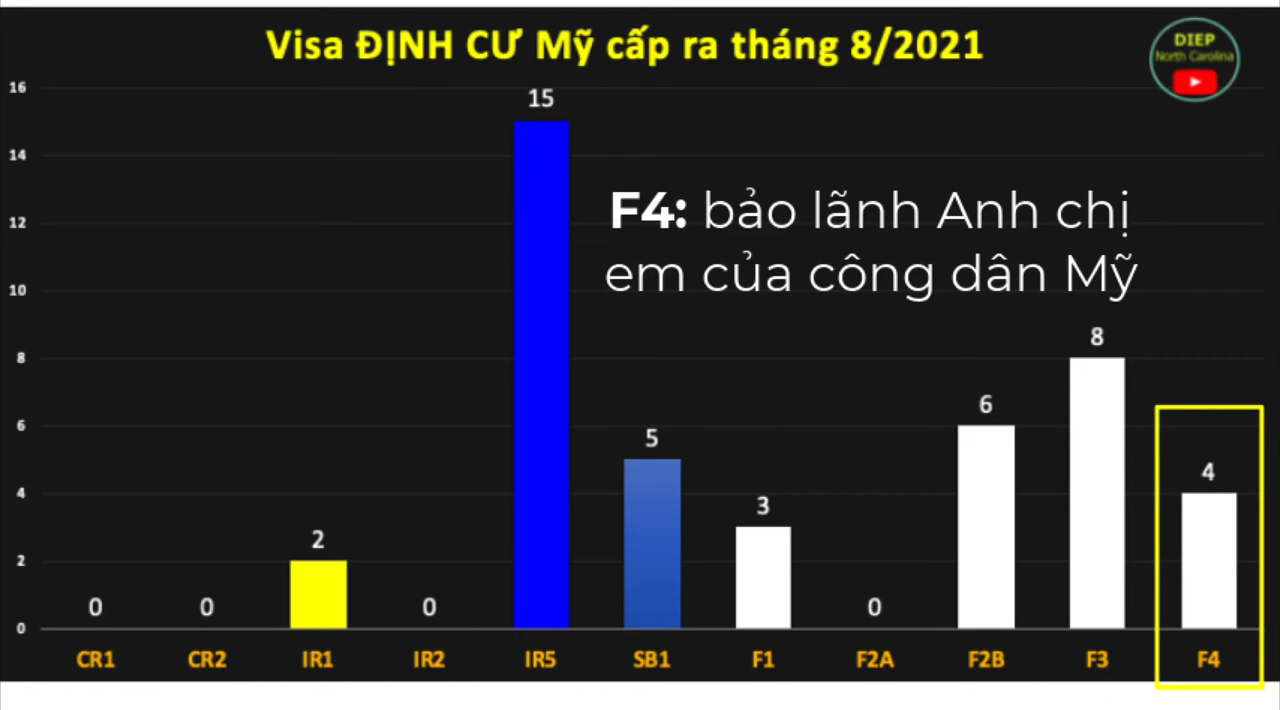 Visa ĐỊNH CƯ Mỹ cấp ra tháng 8/2021
DIEP
North Carolina
16
14
12
10
8
6
4
2
0
F4: bảo lãnh Anh chị
em của công dân Mỹ
0
0
2
0
15
5
3
0
6
8
4
CR1
CR2
IR1
IR2
IR5
SB1
F1
F2A
F2B
F3
F4